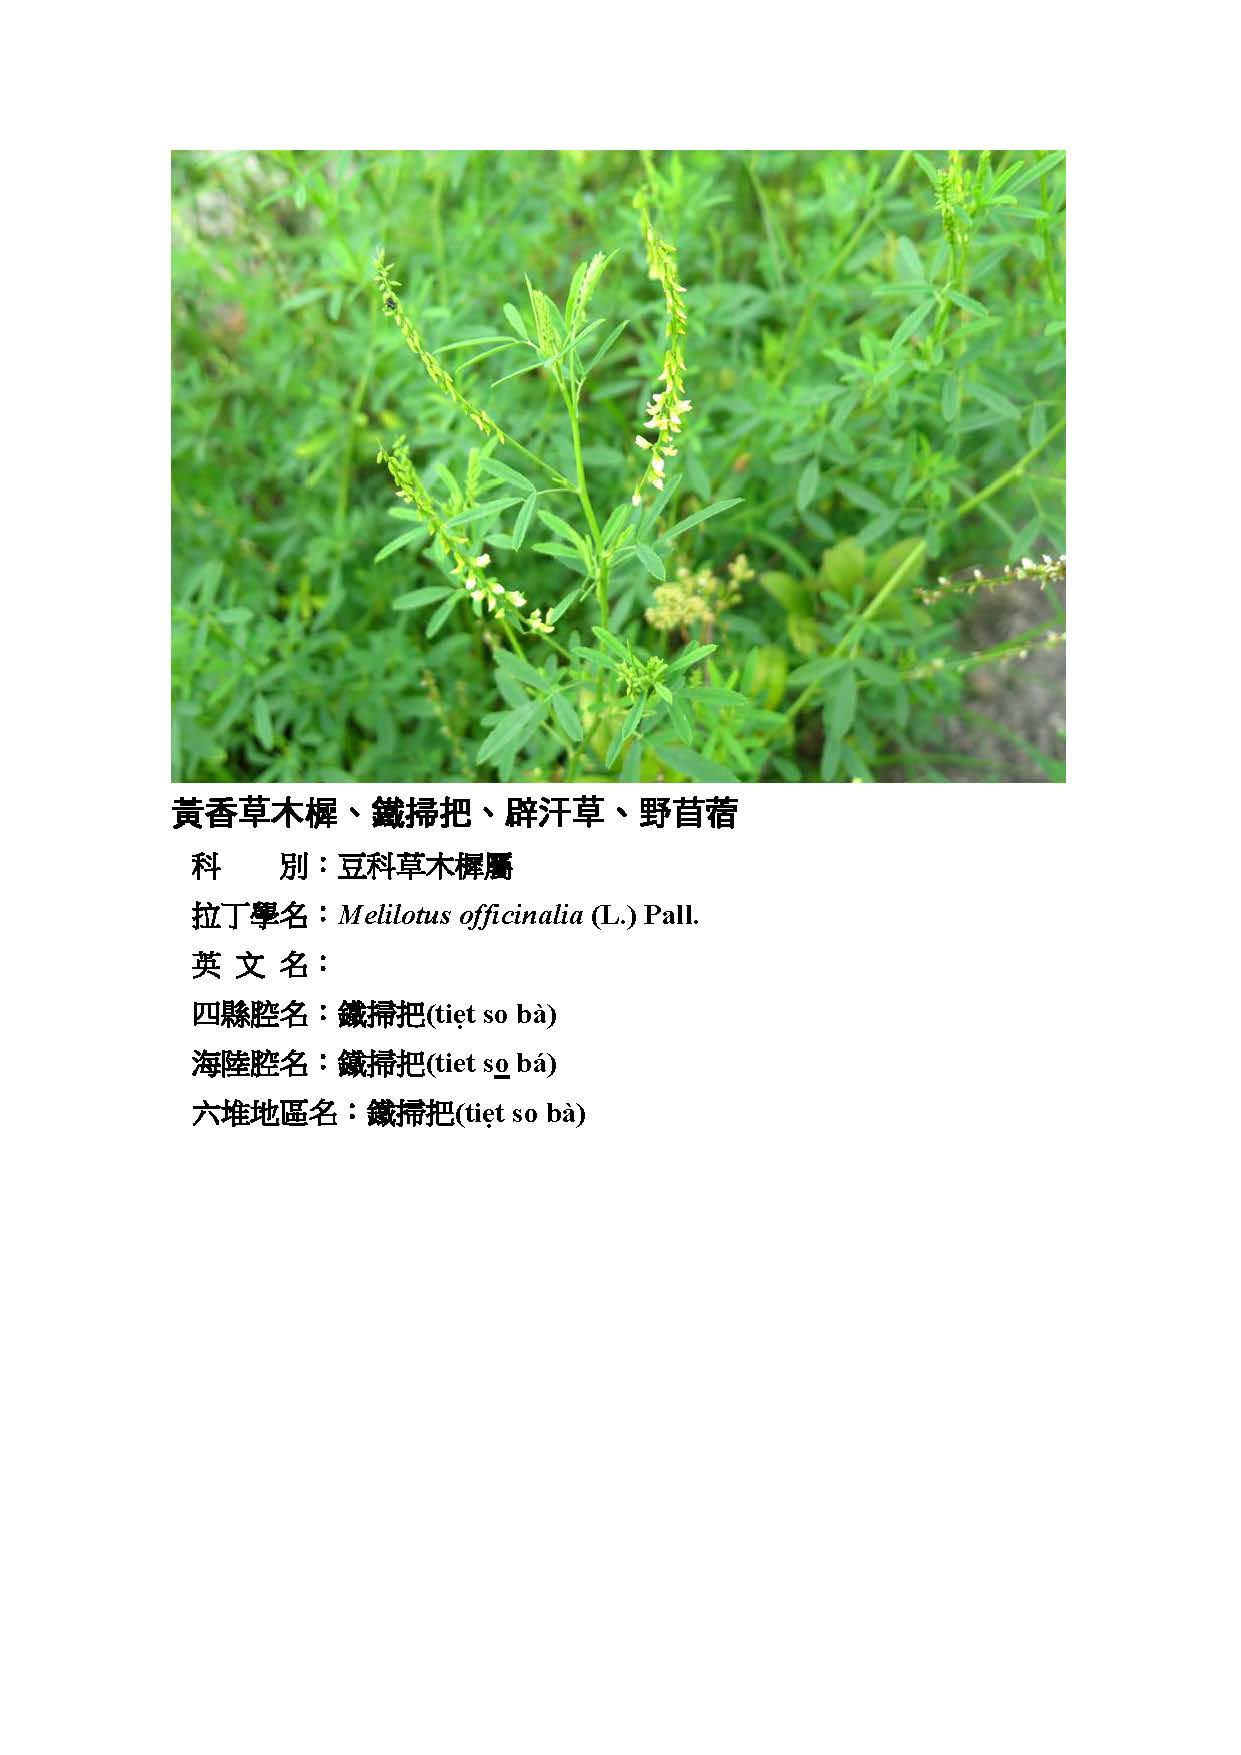 黃香草木樨、鐵掃把、辟汗草、野苜蓿
科　　別：豆科草木樨屬
拉丁學名：Melilotus officinalia (L.) Pall.
英 文 名：
四縣腔名：鐵掃把(tiẹt so bà)
海陸腔名：鐵掃把(tiet so̲ bá)
六堆地區名：鐵掃把(tiẹt so bà)